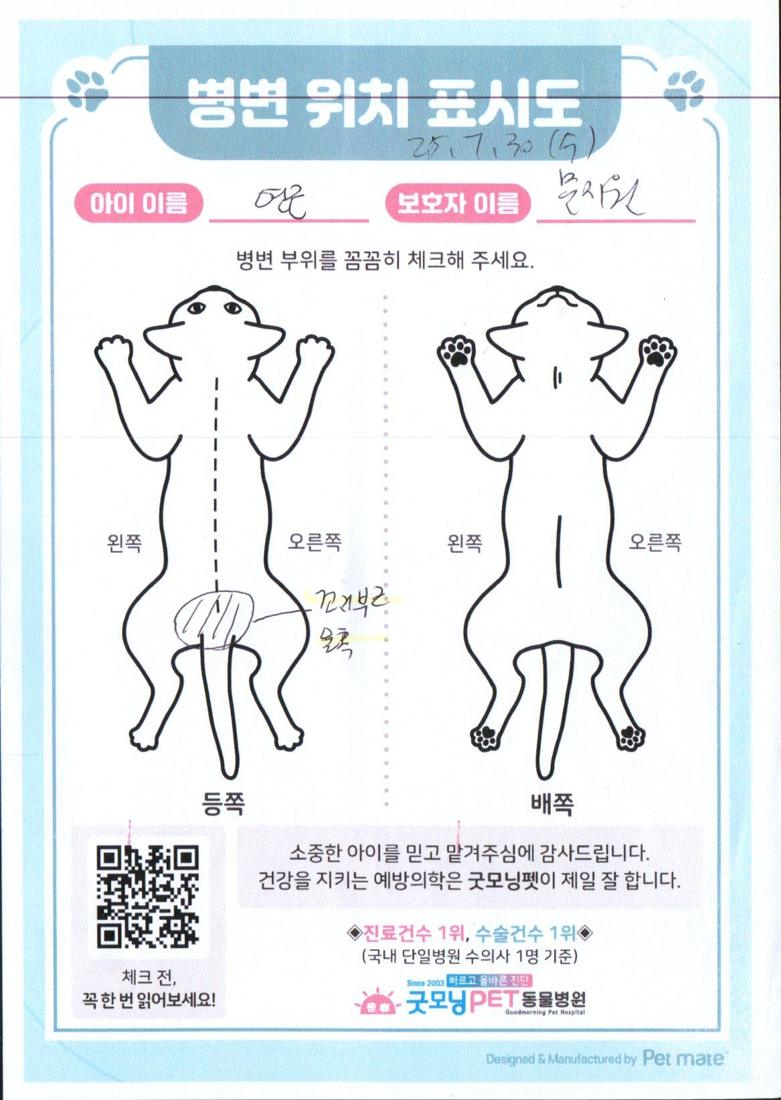 병변 위치 표시도
25. 7. 30 (수)
아이 이름 연근
보호자 이름 문지원
병변 부위를 꼼꼼히 체크해 주세요.
왼쪽 오른쪽
왼쪽 오른쪽
꼬리부근
등쪽
배쪽
소중한 아이를 믿고 맡겨주심에 감사드립니다.
건강을 지키는 예방의학은 굿모닝펫이 제일 잘 합니다.
체크 전,
꼭 한 번 읽어보세요!
◈진료건수 1위, 수술건수 1위◈
(국내 단일병원 수의사 1명 기준)
Since 2003 빠르고 올바른 진단
굿모닝PET 동물병원
Goodmorning Pet Hospital
Designed & Manufactured by Pet mate